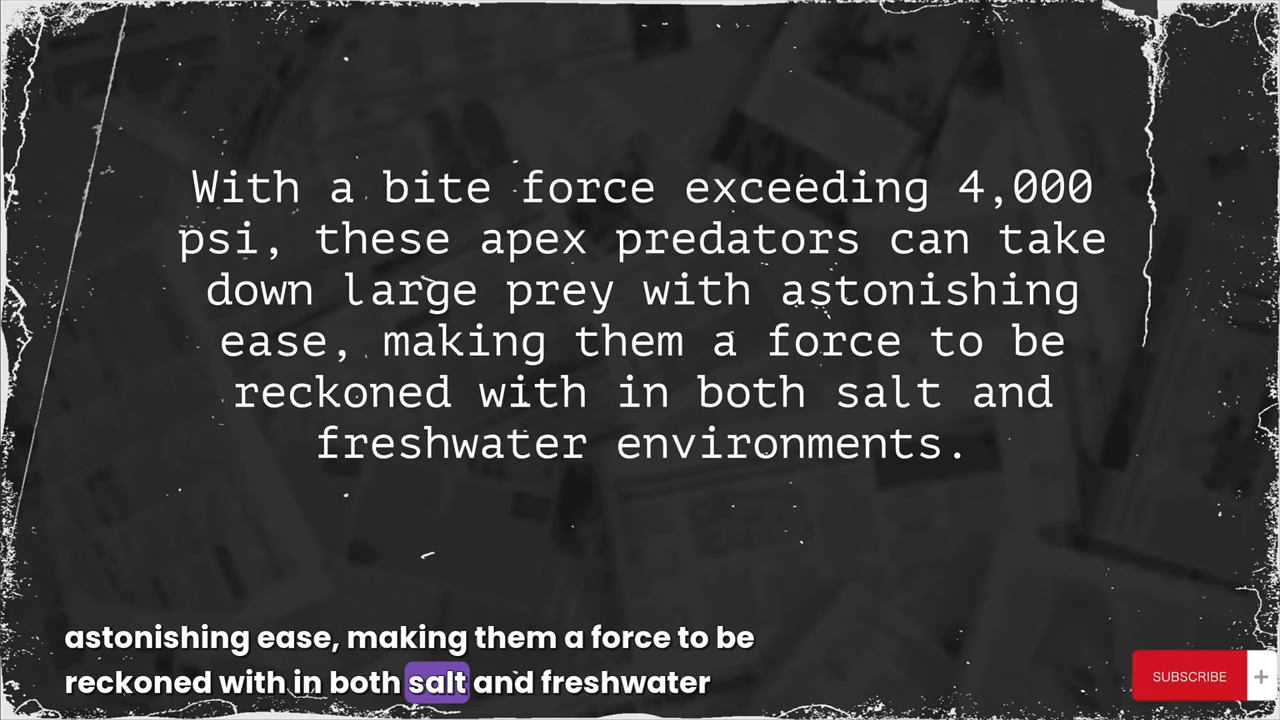 With a bite force exceeding 4,000
psi, these apex predators can take
down large prey with astonishing
ease, making them a force to be
reckoned with in both salt and
freshwater environments.
astonishing ease, making them a force to be
reckoned with in both salt and freshwater
SUBSCRIBE +